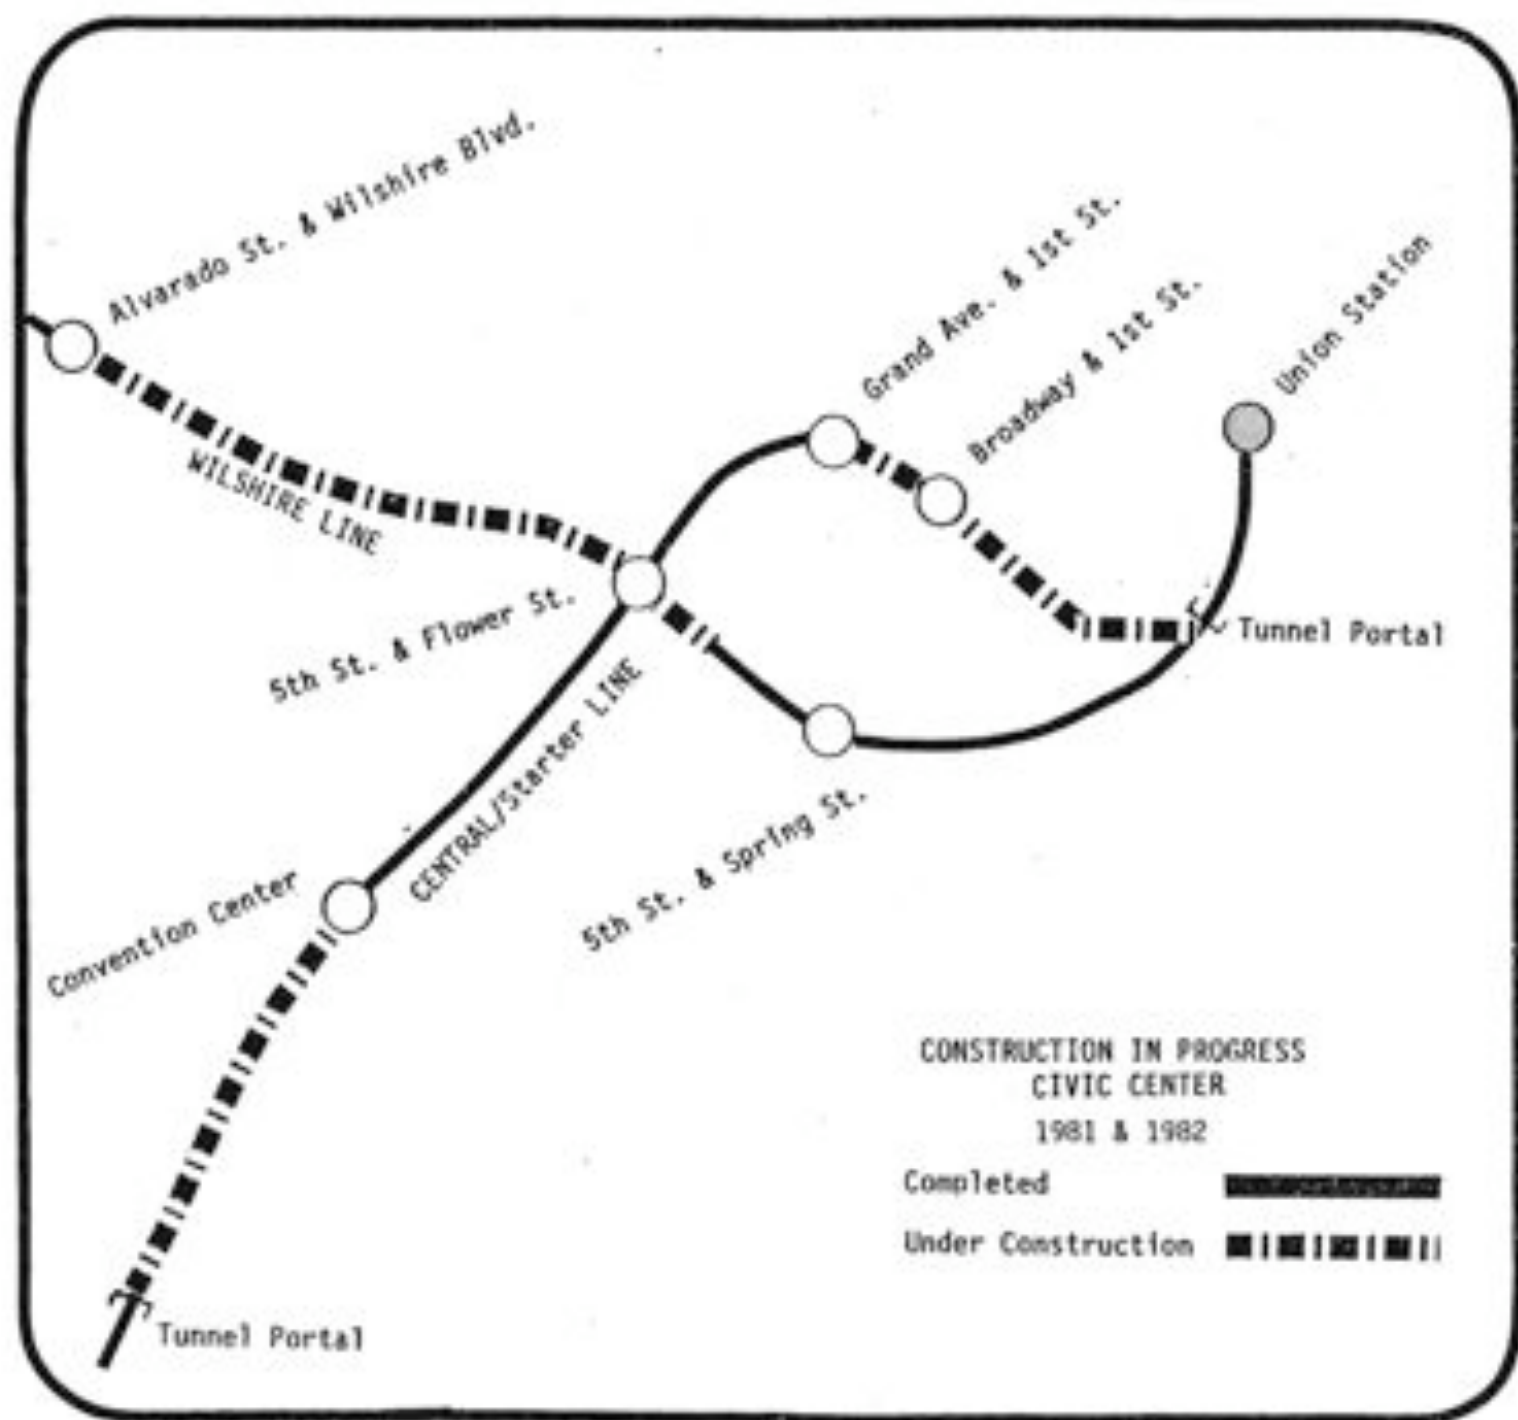 Alvarado St. & Wilshire Blvd.
Grand Ave. & 1st St.
Broadway & 1st St.
Union Station
WILSHIRE LINE
5th St. & Flower St.
Tunnel Portal
CENTRAL/Starter LINE
5th St. & Spring St.
Convention Center
CONSTRUCTION IN PROGRESS
CIVIC CENTER
1981 & 1982
Completed
Under Construction
Tunnel Portal